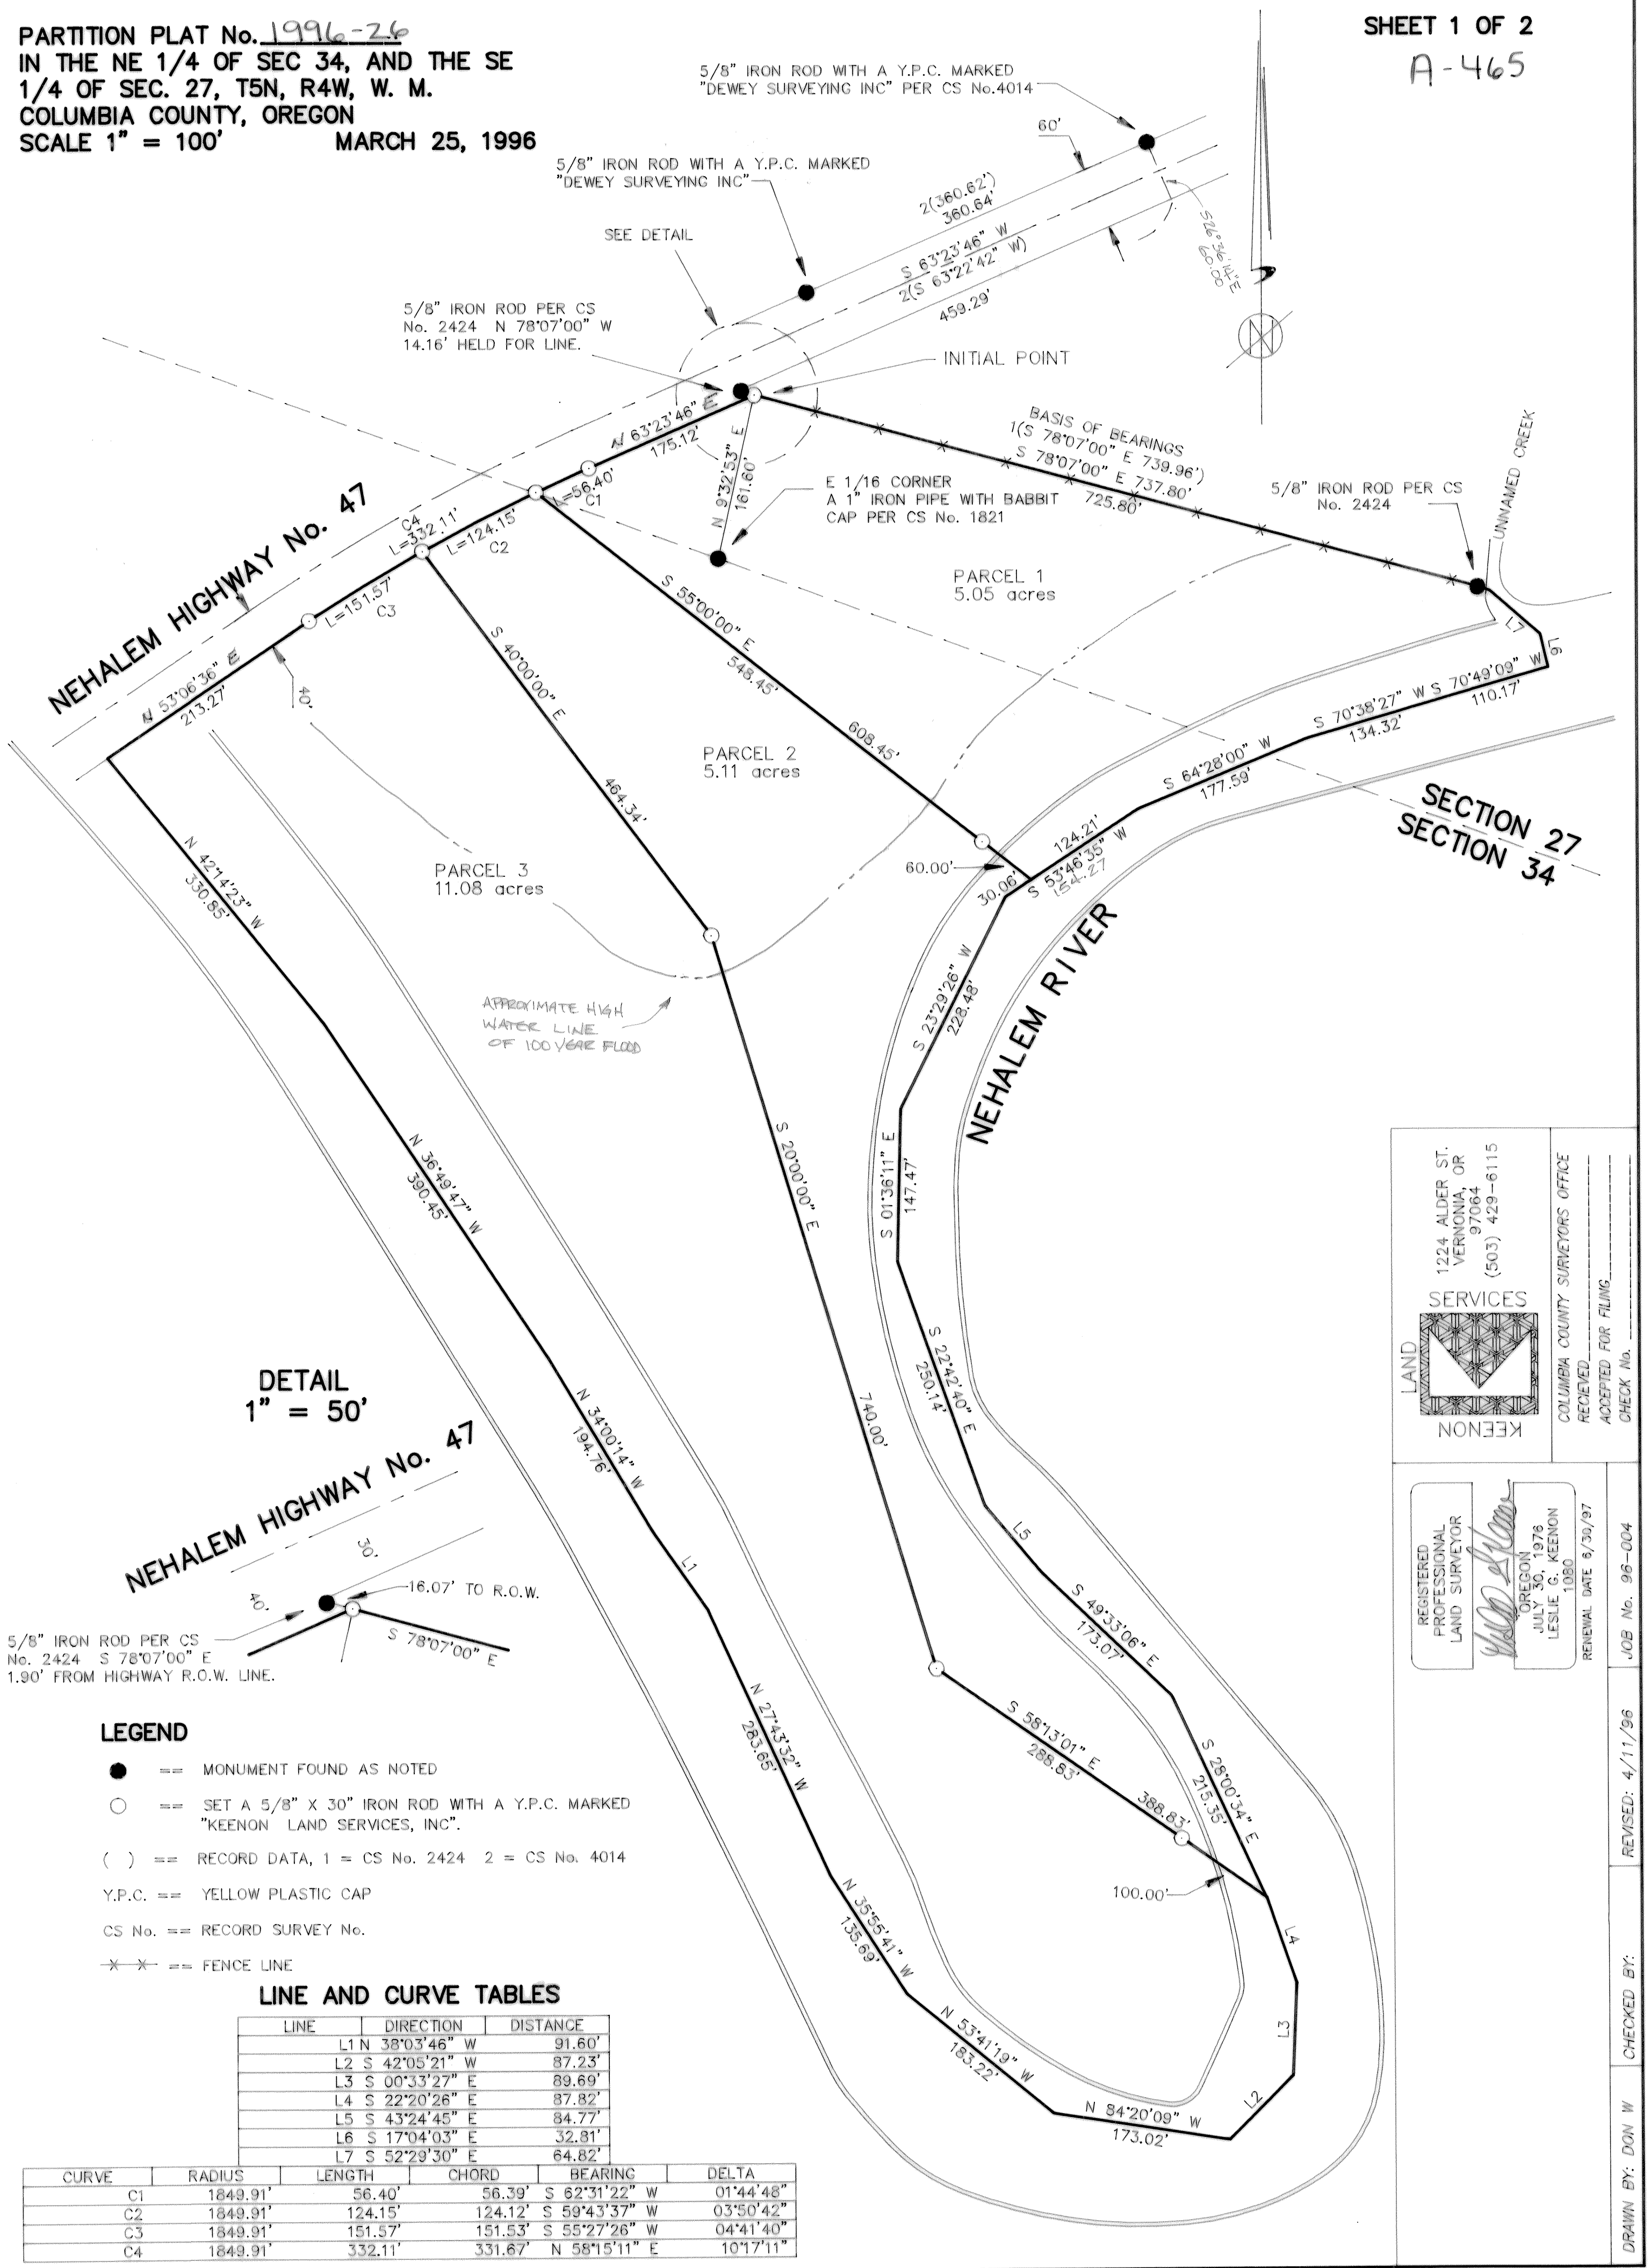 PARTITION PLAT No. 1996-26
IN THE NE 1/4 OF SEC 34, AND THE SE
1/4 OF SEC. 27, T5N, R4W, W. M.
COLUMBIA COUNTY, OREGON
SCALE 1" = 100' MARCH 25, 1996
SHEET 1 OF 2
A-465
5/8" IRON ROD WITH A Y.P.C. MARKED
"DEWEY SURVEYING INC" PER CS No.4014
60'
5/8" IRON ROD WITH A Y.P.C. MARKED
"DEWEY SURVEYING INC"
2(360.62')
360.64'
SEE DETAIL
S 63°23'46" W
2(S 63°22'42" W)
459.29'
S26°36'14"E
60.00
5/8" IRON ROD PER CS
No. 2424 N 78°07'00" W
14.16' HELD FOR LINE.
INITIAL POINT
N
N 63°23'46" E
175.12'
BASIS OF BEARINGS
1(S 78°07'00" E 739.96')
S 78°07'00" E 737.80'
725.80'
UNNAMED CREEK
L=56.40'
C1
N 9°32'53" E
161.60'
E 1/16 CORNER
A 1" IRON PIPE WITH BABBIT
CAP PER CS No. 1821
5/8" IRON ROD PER CS
No. 2424
NEHALEM HIGHWAY No. 47
C4
L=332.11'
L=124.15'
C2
L=151.57'
C3
PARCEL 1
5.05 acres
L7
L6
S 55°00'00" E
548.45'
608.45'
S 40°00'00" E
464.34'
N 53°06'36" E
213.27'
40'
S 70°49'09" W
110.17'
S 70°38'27" W
134.32'
S 64°28'00" W
177.59'
PARCEL 2
5.11 acres
SECTION 27
SECTION 34
124.21'
S 53°46'35" W
154.27
60.00'
30.06'
PARCEL 3
11.08 acres
N 42°14'23" W
330.85'
NEHALEM RIVER
S 23°29'26" W
228.48'
APPROXIMATE HIGH
WATER LINE
OF 100 YEAR FLOOD
S 01°36'11" E
147.47'
S 20°00'00" E
740.00'
N 36°49'47" W
390.45'
S 22°42'40" E
250.14'
1224 ALDER ST.
VERNONIA, OR
97064
(503) 429-6115
KEENON
LAND
SERVICES
COLUMBIA COUNTY SURVEYORS OFFICE
RECIEVED
ACCEPTED FOR FILING
CHECK No.
DETAIL
1" = 50'
NEHALEM HIGHWAY No. 47
30'
40'
16.07' TO R.O.W.
5/8" IRON ROD PER CS
No. 2424 S 78°07'00" E
1.90' FROM HIGHWAY R.O.W. LINE.
S 78°07'00" E
N 34°00'14" W
194.76'
L1
L5
S 49°33'06" E
173.07'
REGISTERED
PROFESSIONAL
LAND SURVEYOR
OREGON
JULY 30, 1976
LESLIE G. KEENON
1080
RENEWAL DATE 6/30/97
JOB No. 96-004
N 27°43'32" W
283.65'
S 58°13'01" E
288.83'
388.83'
S 28°00'34" E
215.35'
REVISED: 4/11/96
100.00'
L4
LEGEND
● == MONUMENT FOUND AS NOTED
○ == SET A 5/8" X 30" IRON ROD WITH A Y.P.C. MARKED
"KEENON LAND SERVICES, INC".
( ) == RECORD DATA, 1 = CS No. 2424 2 = CS No. 4014
Y.P.C. == YELLOW PLASTIC CAP
CS No. == RECORD SURVEY No.
-X-X- == FENCE LINE
N 35°55'41" W
135.69'
N 53°41'19" W
183.22'
L3
L2
N 84°20'09" W
173.02'
CHECKED BY:
DRAWN BY: DON W
LINE AND CURVE TABLES
LINE DIRECTION DISTANCE
L1 N 38°03'46" W 91.60'
L2 S 42°05'21" W 87.23'
L3 S 00°33'27" E 89.69'
L4 S 22°20'26" E 87.82'
L5 S 43°24'45" E 84.77'
L6 S 17°04'03" E 32.81'
L7 S 52°29'30" E 64.82'
CURVE RADIUS LENGTH CHORD BEARING DELTA
C1 1849.91' 56.40' 56.39' S 62°31'22" W 01°44'48"
C2 1849.91' 124.15' 124.12' S 59°43'37" W 03°50'42"
C3 1849.91' 151.57' 151.53' S 55°27'26" W 04°41'40"
C4 1849.91' 332.11' 331.67' N 58°15'11" E 10°17'11"